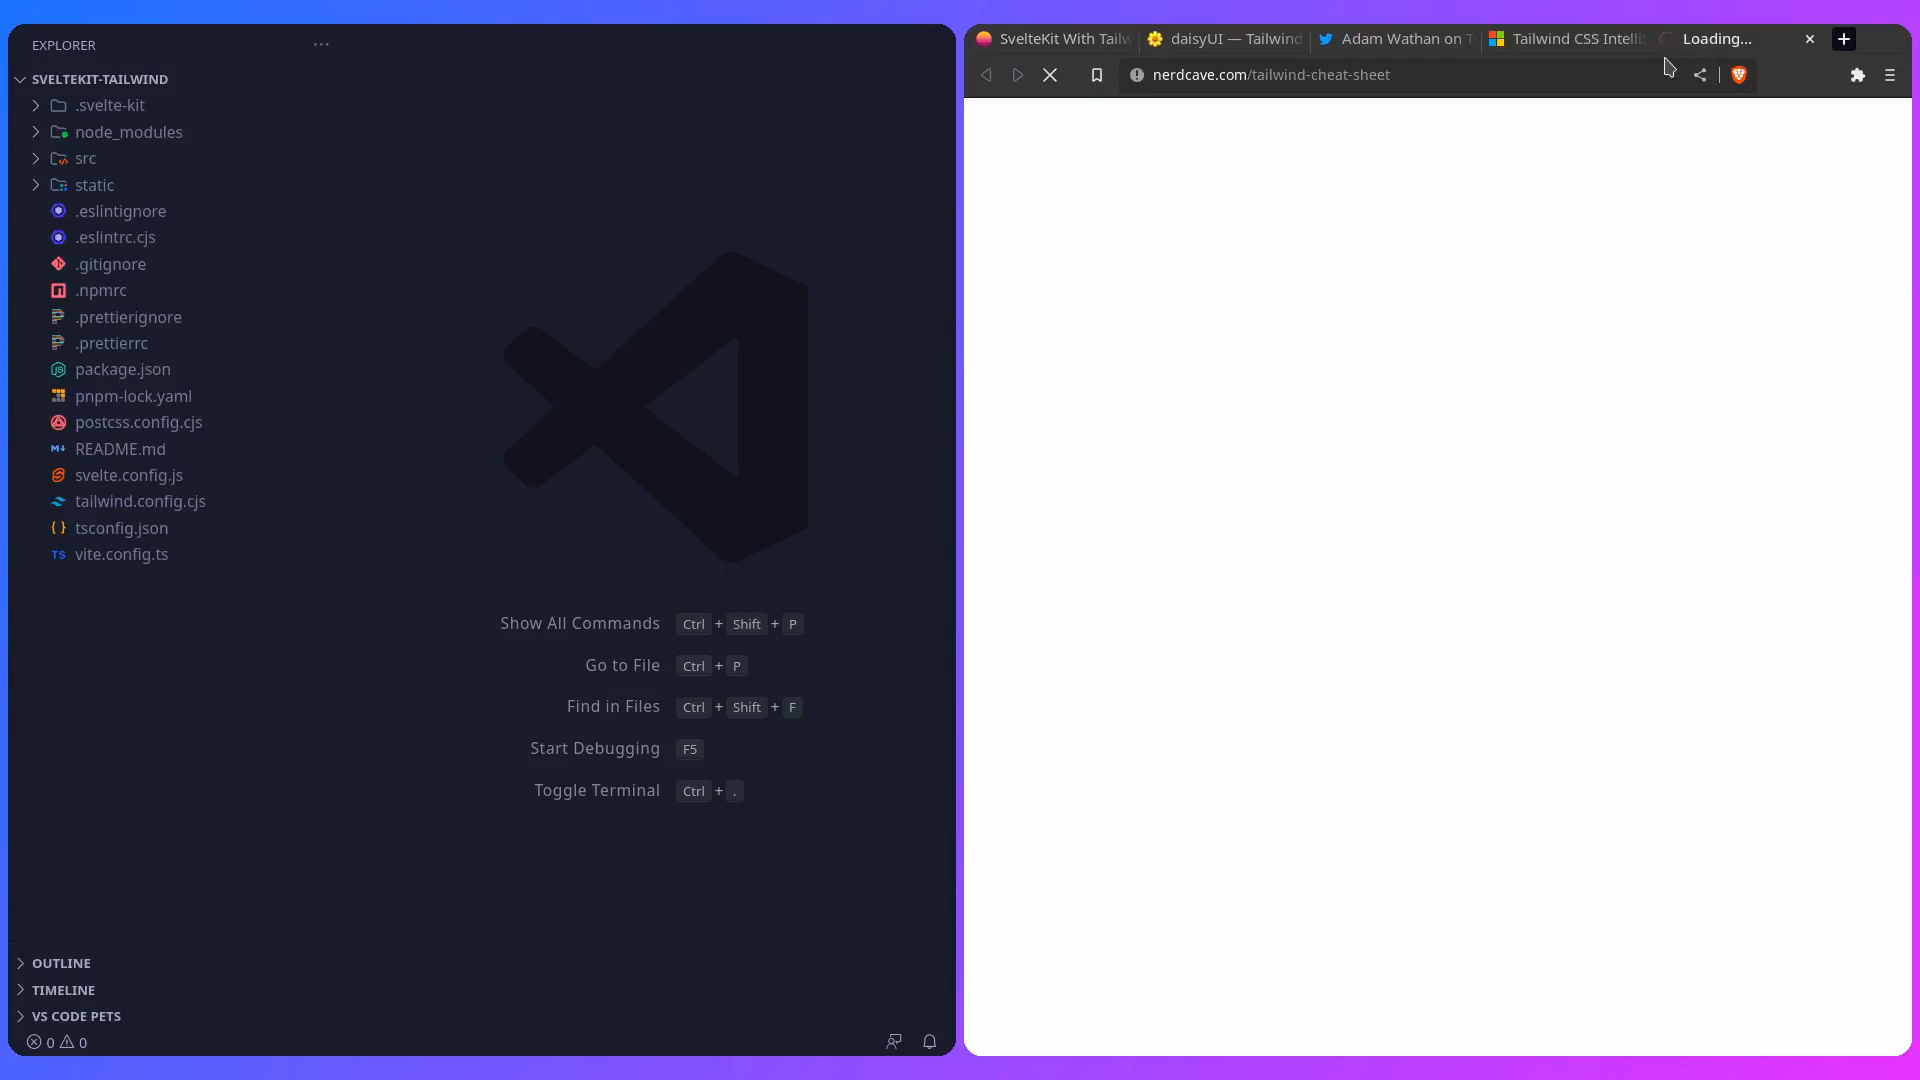 EXPLORER
···
SVELTEKIT-TAILWIND
.svelte-kit
node_modules
src
static
.eslintignore
.eslintrc.cjs
.gitignore
.npmrc
.prettierignore
.prettierrc
package.json
pnpm-lock.yaml
postcss.config.cjs
README.md
svelte.config.js
tailwind.config.cjs
tsconfig.json
TS vite.config.ts
Show All Commands Ctrl + Shift + P
Go to File Ctrl + P
Find in Files Ctrl + Shift + F
Start Debugging F5
Toggle Terminal Ctrl + .
OUTLINE
TIMELINE
VS CODE PETS
0 0
SvelteKit With Tailw
daisyUI — Tailwind
Adam Wathan on T
Tailwind CSS Intellis
Loading...
nerdcave.com/tailwind-cheat-sheet